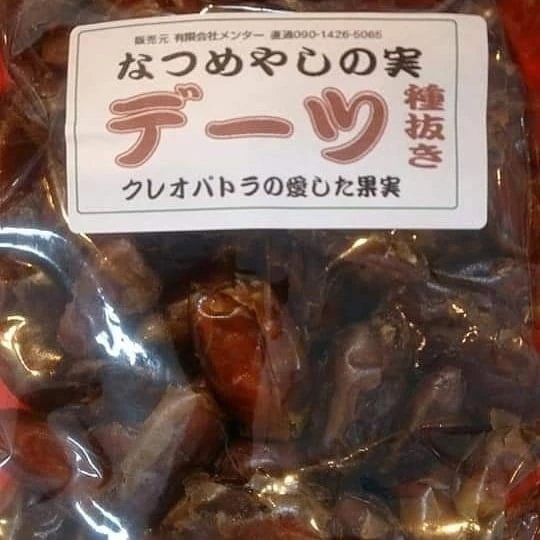 販売元 有限会社メンター 直通090-1426-5065
なつめやしの実
デーツ
種抜き
クレオパトラの愛した果実